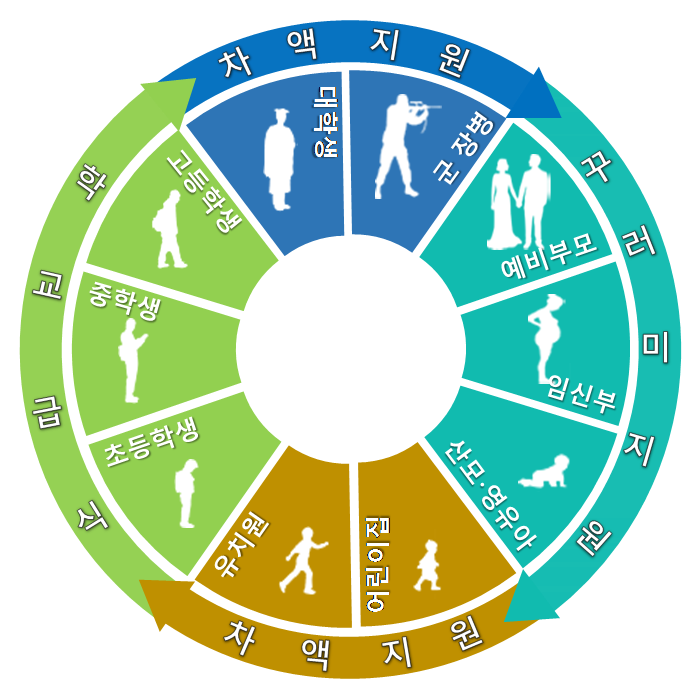 차액 지원
꾸러미지원
차액 지원
학교급식
대학생
군 장병
예비부모
임신부
산모·영유아
어린이집
유치원
초등학생
중학생
고등학생